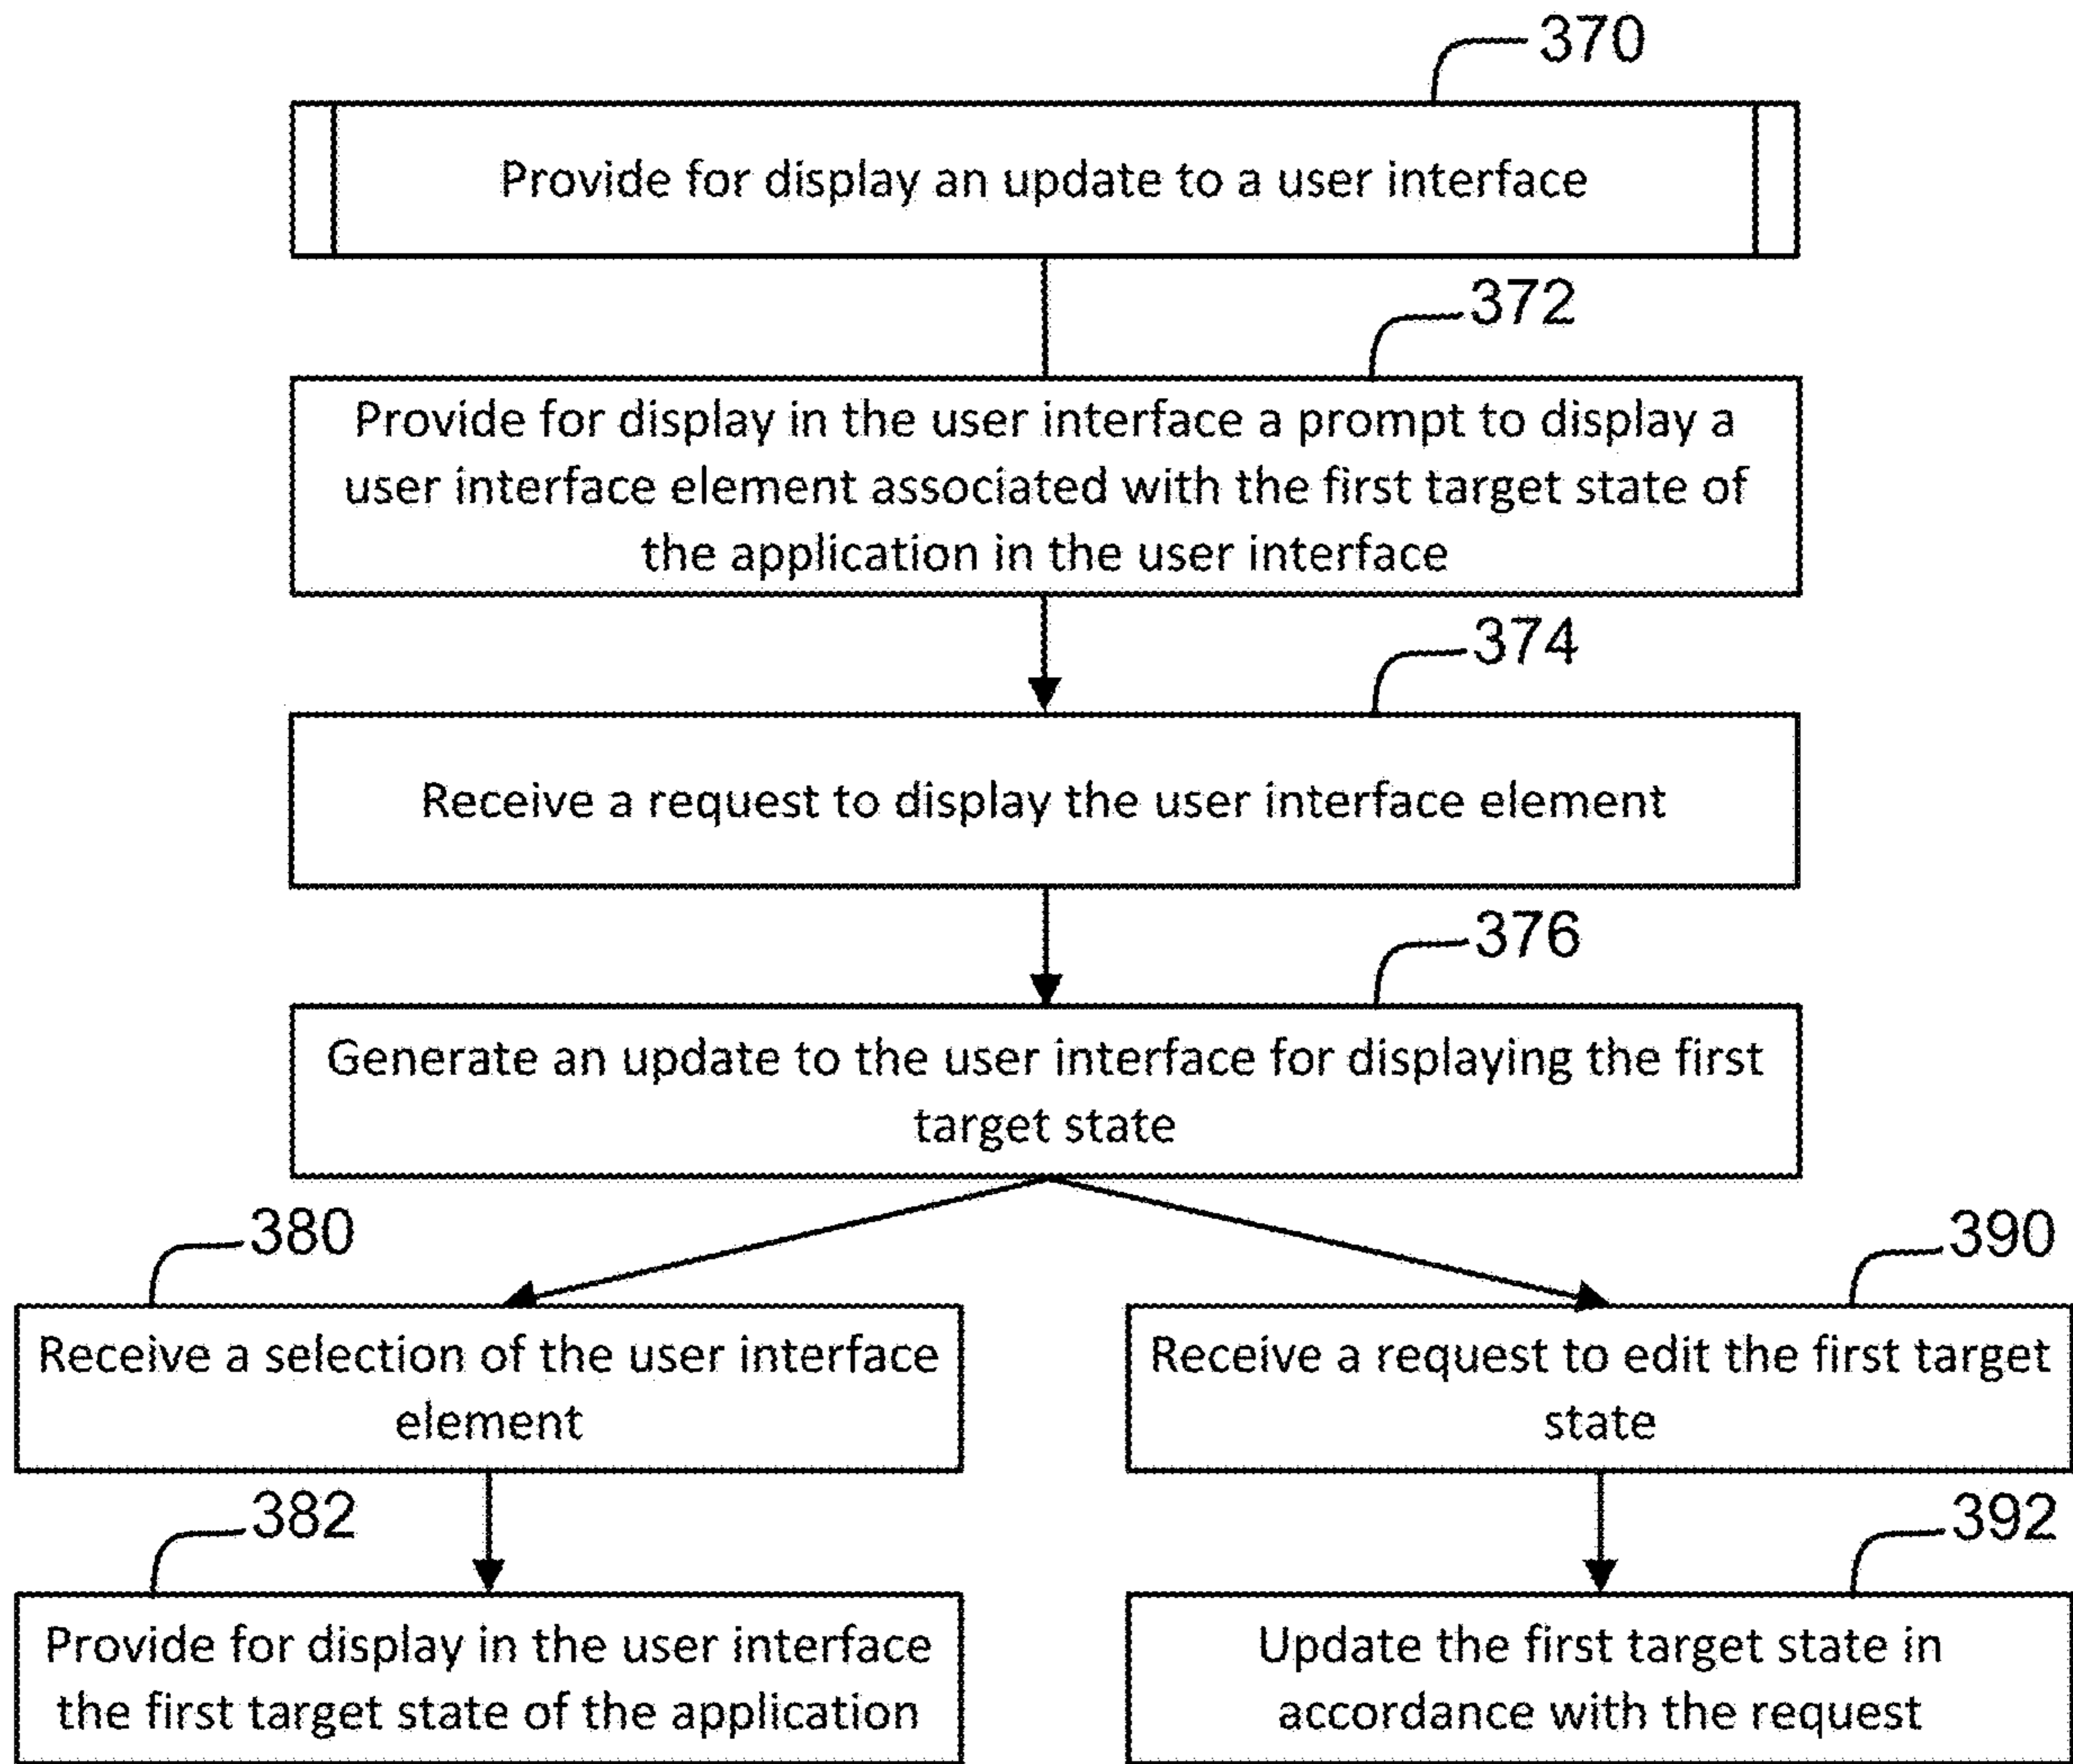 370
Provide for display an update to a user interface
372
Provide for display in the user interface a prompt to display a
user interface element associated with the first target state of
the application in the user interface
374
Receive a request to display the user interface element
376
Generate an update to the user interface for displaying the first
target state
380
Receive a selection of the user interface
element
390
Receive a request to edit the first target
state
382
Provide for display in the user interface
the first target state of the application
392
Update the first target state in
accordance with the request